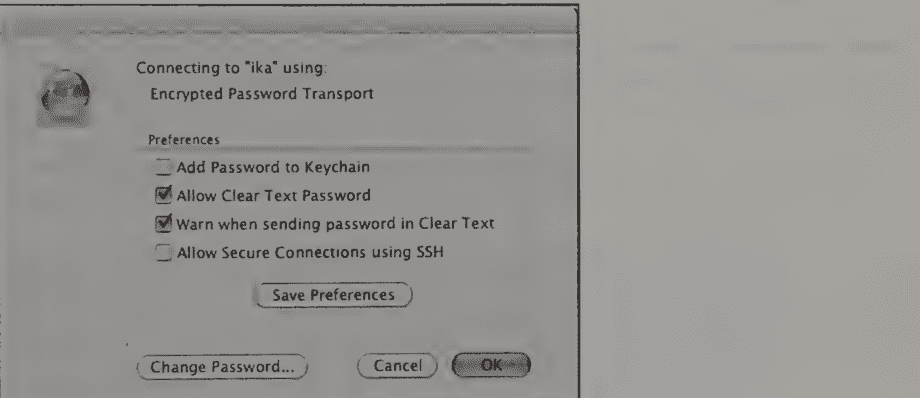 Connecting to "ika" using:
Encrypted Password Transport
Preferences
Add Password to Keychain
Allow Clear Text Password
Warn when sending password in Clear Text
Allow Secure Connections using SSH
Save Preferences
Change Password...
Cancel
OK